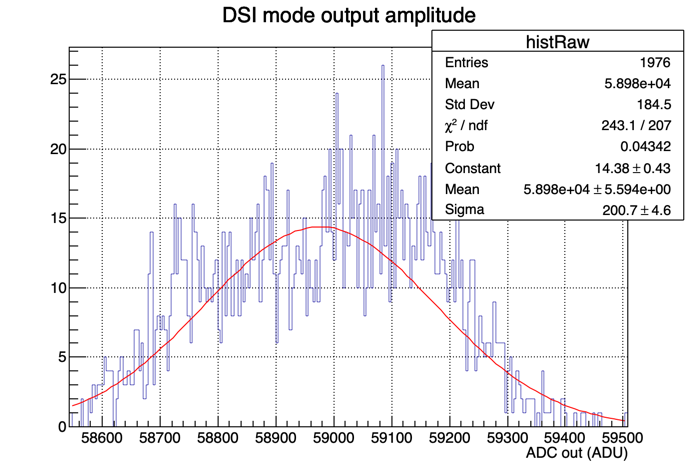 DSI mode output amplitude
histRaw
Entries 1976
Mean 5.898e+04
Std Dev 184.5
χ² / ndf 243.1 / 207
Prob 0.04342
Constant 14.38 ± 0.43
Mean 5.898e+04 ± 5.594e+00
Sigma 200.7 ± 4.6
25
20
15
10
5
0
58600 58700 58800 58900 59000 59100 59200 59300 59400 59500
ADC out (ADU)